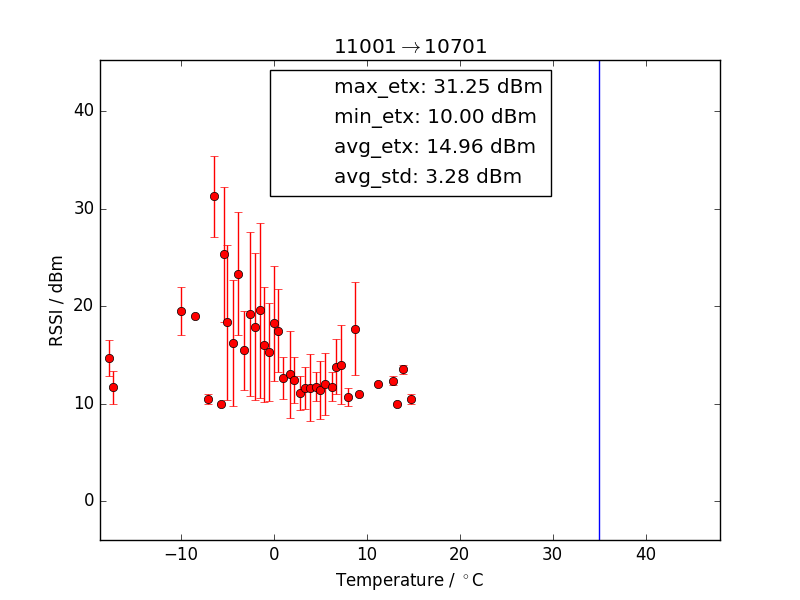 11001→10701
max_etx: 31.25 dBm
min_etx: 10.00 dBm
avg_etx: 14.96 dBm
avg_std: 3.28 dBm
40
30
20
10
0
RSSI / dBm
−10 0 10 20 30 40
Temperature / °C